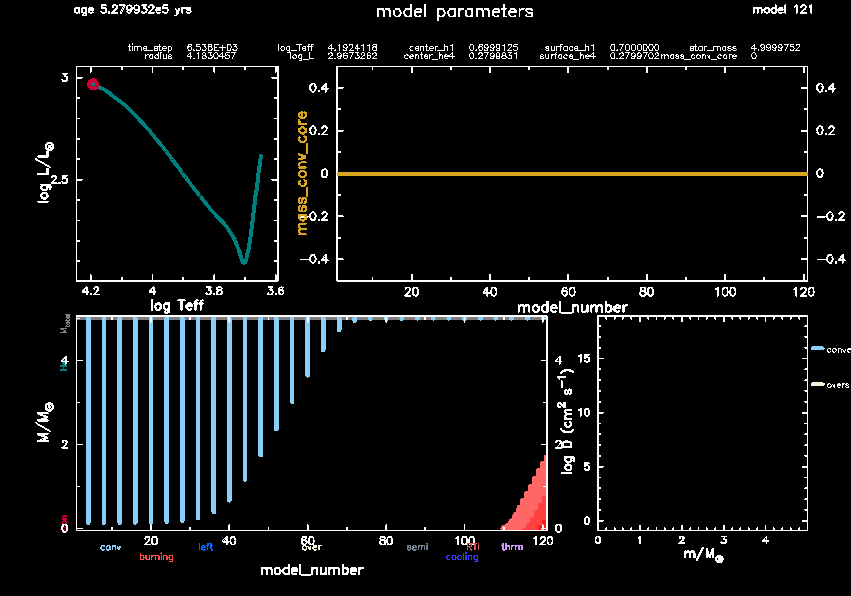 age 5.279932e5 yrs model parameters model 121
time_step 6.538E+03 log_Teff 4.1924118 center_h1 0.6999125 surface_h1 0.7000000 star_mass 4.9999752
radius 4.1830467 log_L 2.9673262 center_he4 0.2799831 surface_he4 0.2799702 mass_conv_core 0
3
2.5
log L/L⊙
4.2 4 3.8 3.6
log Teff
mass_conv_core
0.4 0.4
0.2 0.2
0 0
−0.2 −0.2
−0.4 −0.4
20 40 60 80 100 120
model_number
M_total
He
4 4
2 2
0 0
M/M⊙
20 40 60 80 100 120
conv left over semi RTI thrm
burning cooling
model_number
log D (cm² s⁻¹)
15
10
5
0
0 2 3 4
m/M⊙
conve
overs